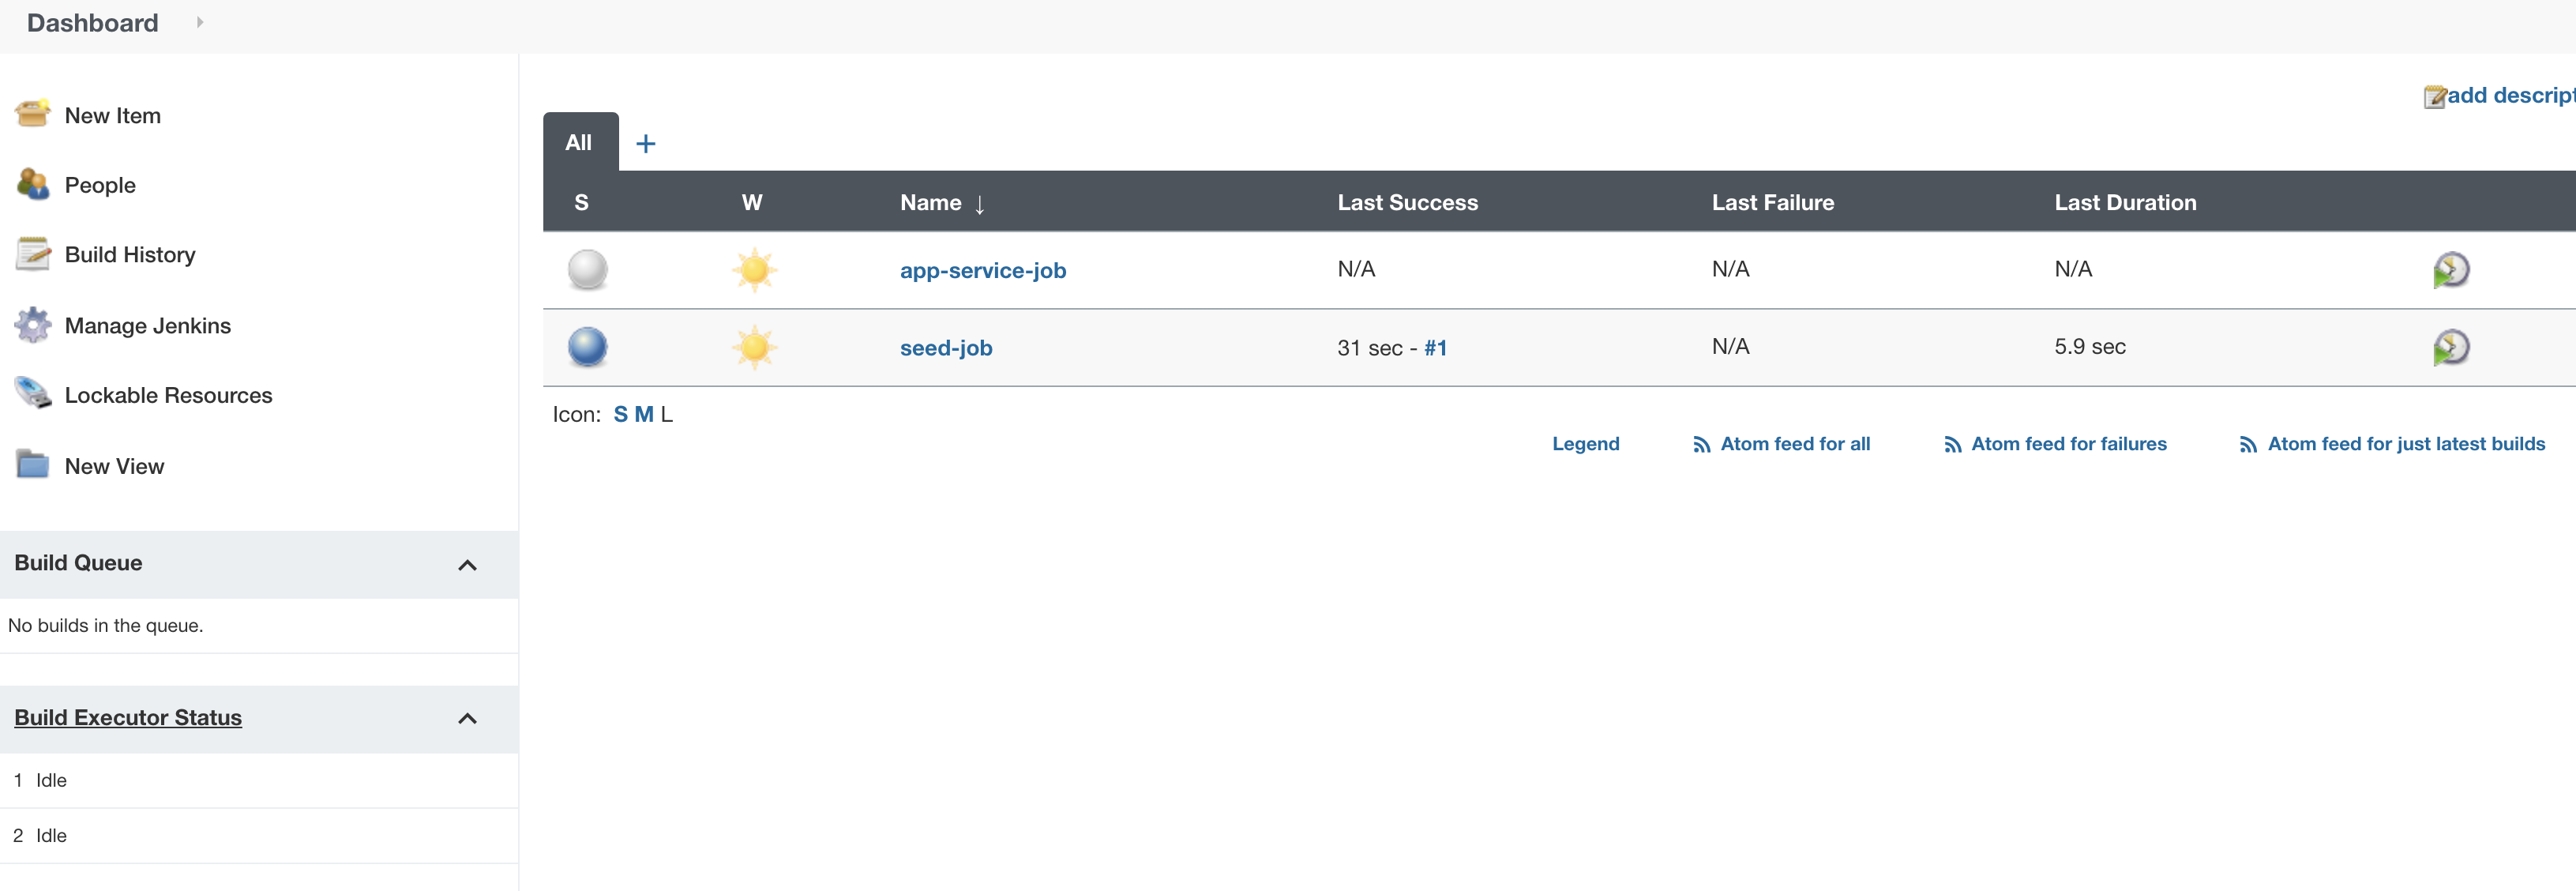 Dashboard
New Item
People
Build History
Manage Jenkins
Lockable Resources
New View
Build Queue
No builds in the queue.
Build Executor Status
1 Idle
2 Idle
add descript
All +
S W Name ↓ Last Success Last Failure Last Duration
app-service-job N/A N/A N/A
seed-job 31 sec - #1 N/A 5.9 sec
Icon: S M L
Legend Atom feed for all Atom feed for failures Atom feed for just latest builds